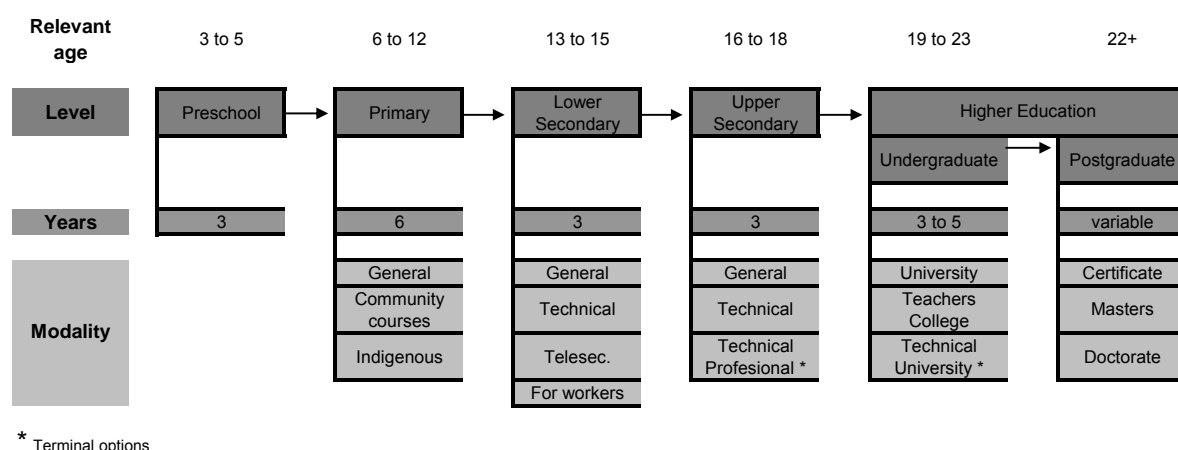 Relevant age
3 to 5
6 to 12
13 to 15
16 to 18
19 to 23
22+
Level
Preschool
Primary
Lower
Secondary
Upper
Secondary
Higher Education
Undergraduate
Postgraduate
Years
3
6
3
3
3 to 5
variable
Modality
General
Community
courses
Indigenous
General
Technical
Telesec.
For workers
General
Technical
Technical
Profesional *
University
Teachers
College
Technical
University *
Certificate
Masters
Doctorate
* Terminal options